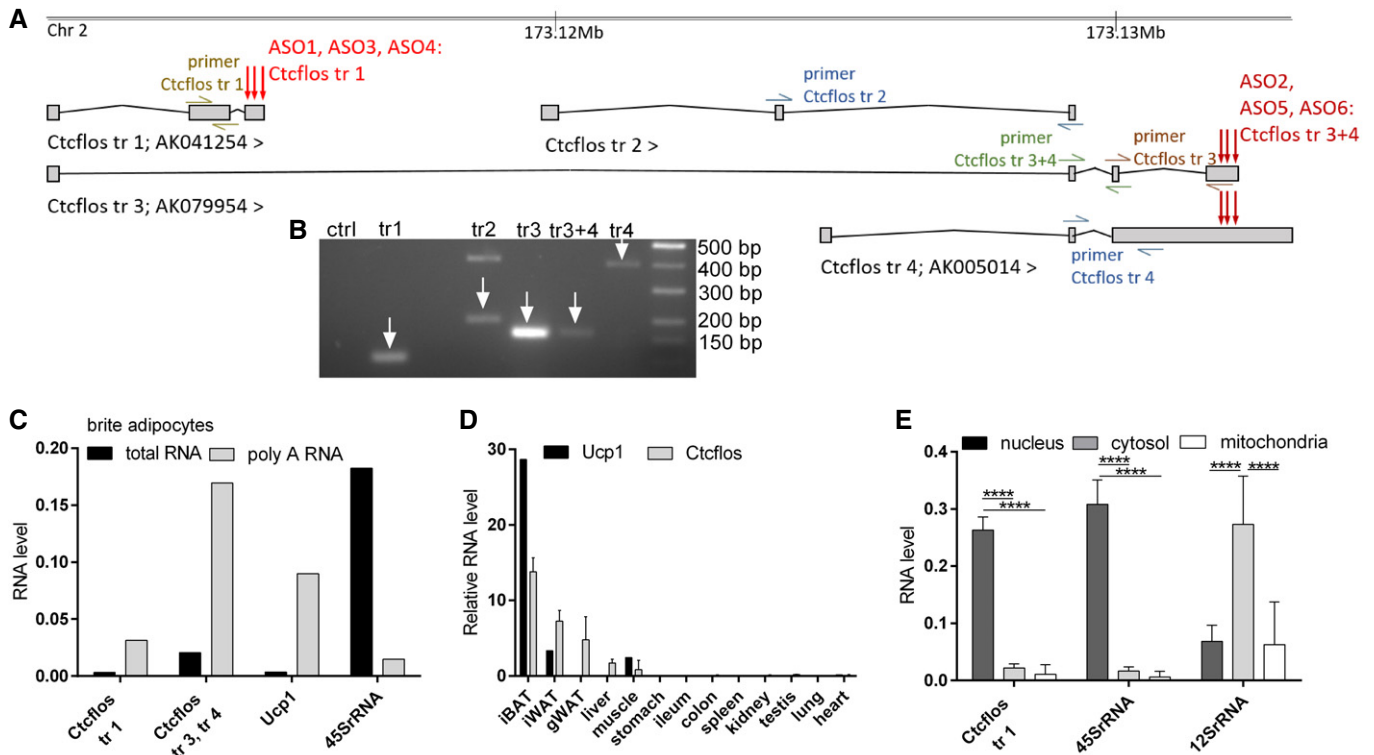 A
Chr 2
173.12Mb
173.13Mb
primer
Ctcflos tr 1
ASO1, ASO3, ASO4:
Ctcflos tr 1
primer
Ctcflos tr 2
ASO2,
ASO5, ASO6:
Ctcflos tr 3+4
Ctcflos tr 1; AK041254 >
Ctcflos tr 2 >
primer
Ctcflos tr 3+4
primer
Ctcflos tr 3
Ctcflos tr 3; AK079954 >
Ctcflos tr 4; AK005014 >
primer
Ctcflos tr 4
B
ctrl tr1 tr2 tr3 tr3+4 tr4
500 bp
400 bp
300 bp
200 bp
150 bp
C
brite adipocytes
total RNA poly A RNA
RNA level
0.20
0.15
0.10
0.05
0.00
Ctcflos
tr 1
Ctcflos
tr 3, tr 4
Ucp1
45SrRNA
D
Ucp1 Ctcflos
Relative RNA level
30
20
10
0
iBAT
iWAT
gWAT
liver
muscle
stomach
ileum
colon
spleen
kidney
testis
lung
heart
E
nucleus cytosol mitochondria
RNA level
0.4
0.3
0.2
0.1
0.0
****
****
****
****
**** ****
Ctcflos
tr 1
45SrRNA
12SrRNA